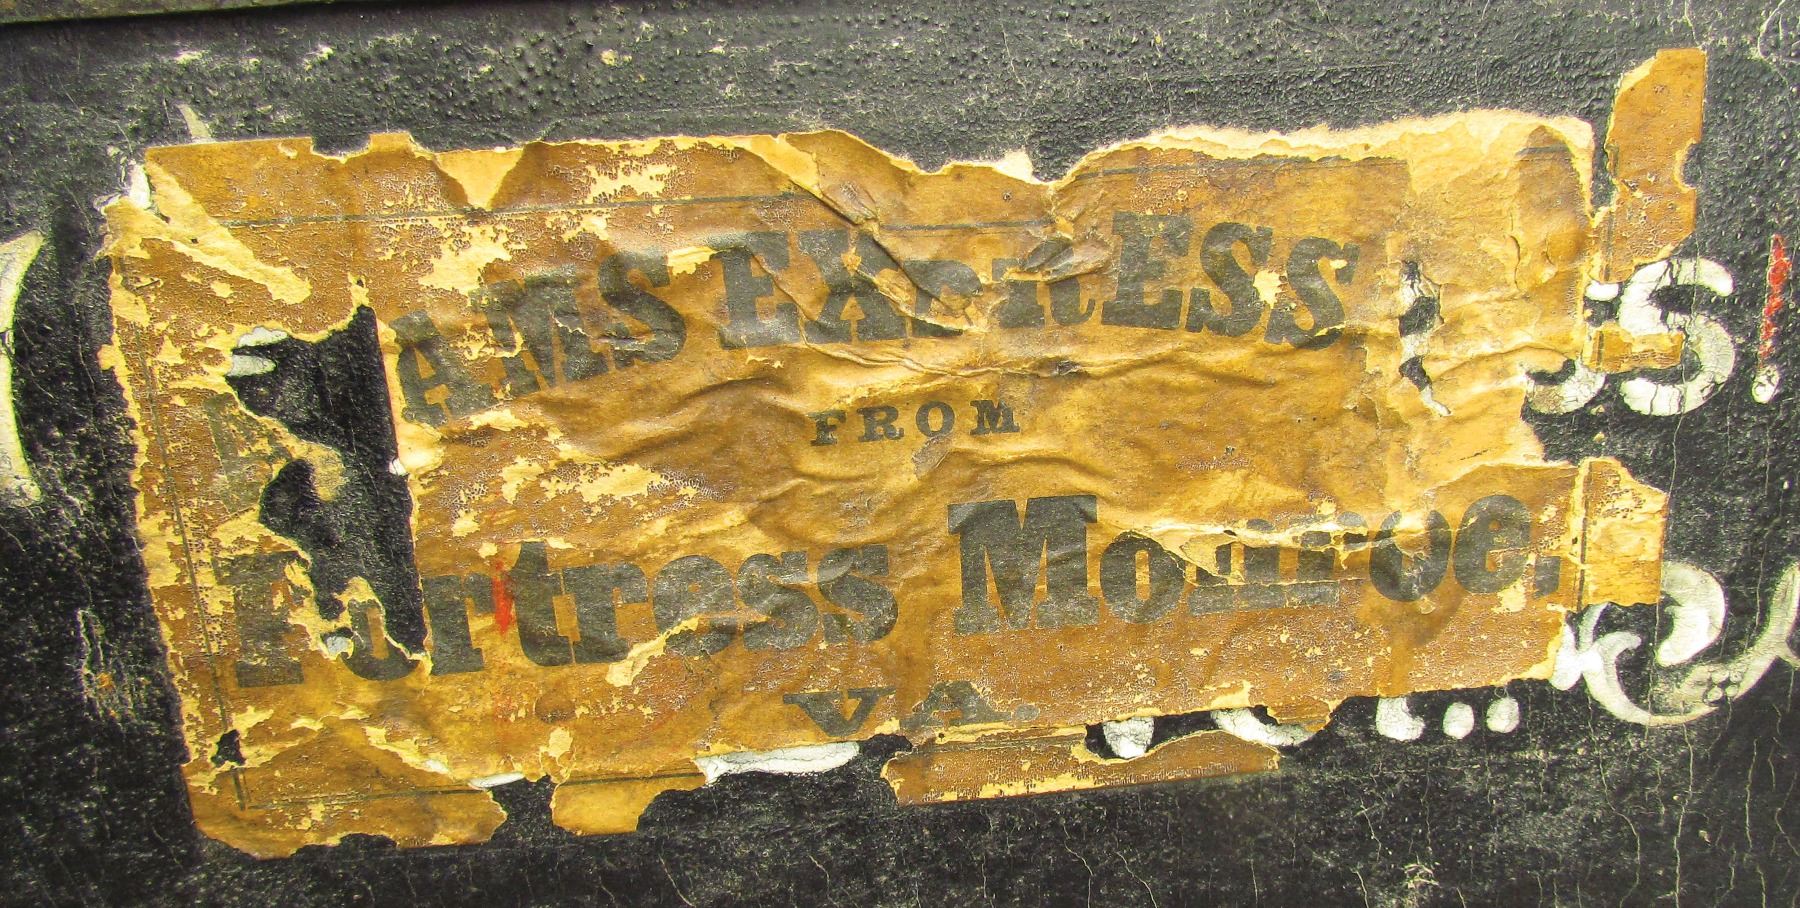 AMS EXPRESS
FROM
Fortress Monroe,
VA.